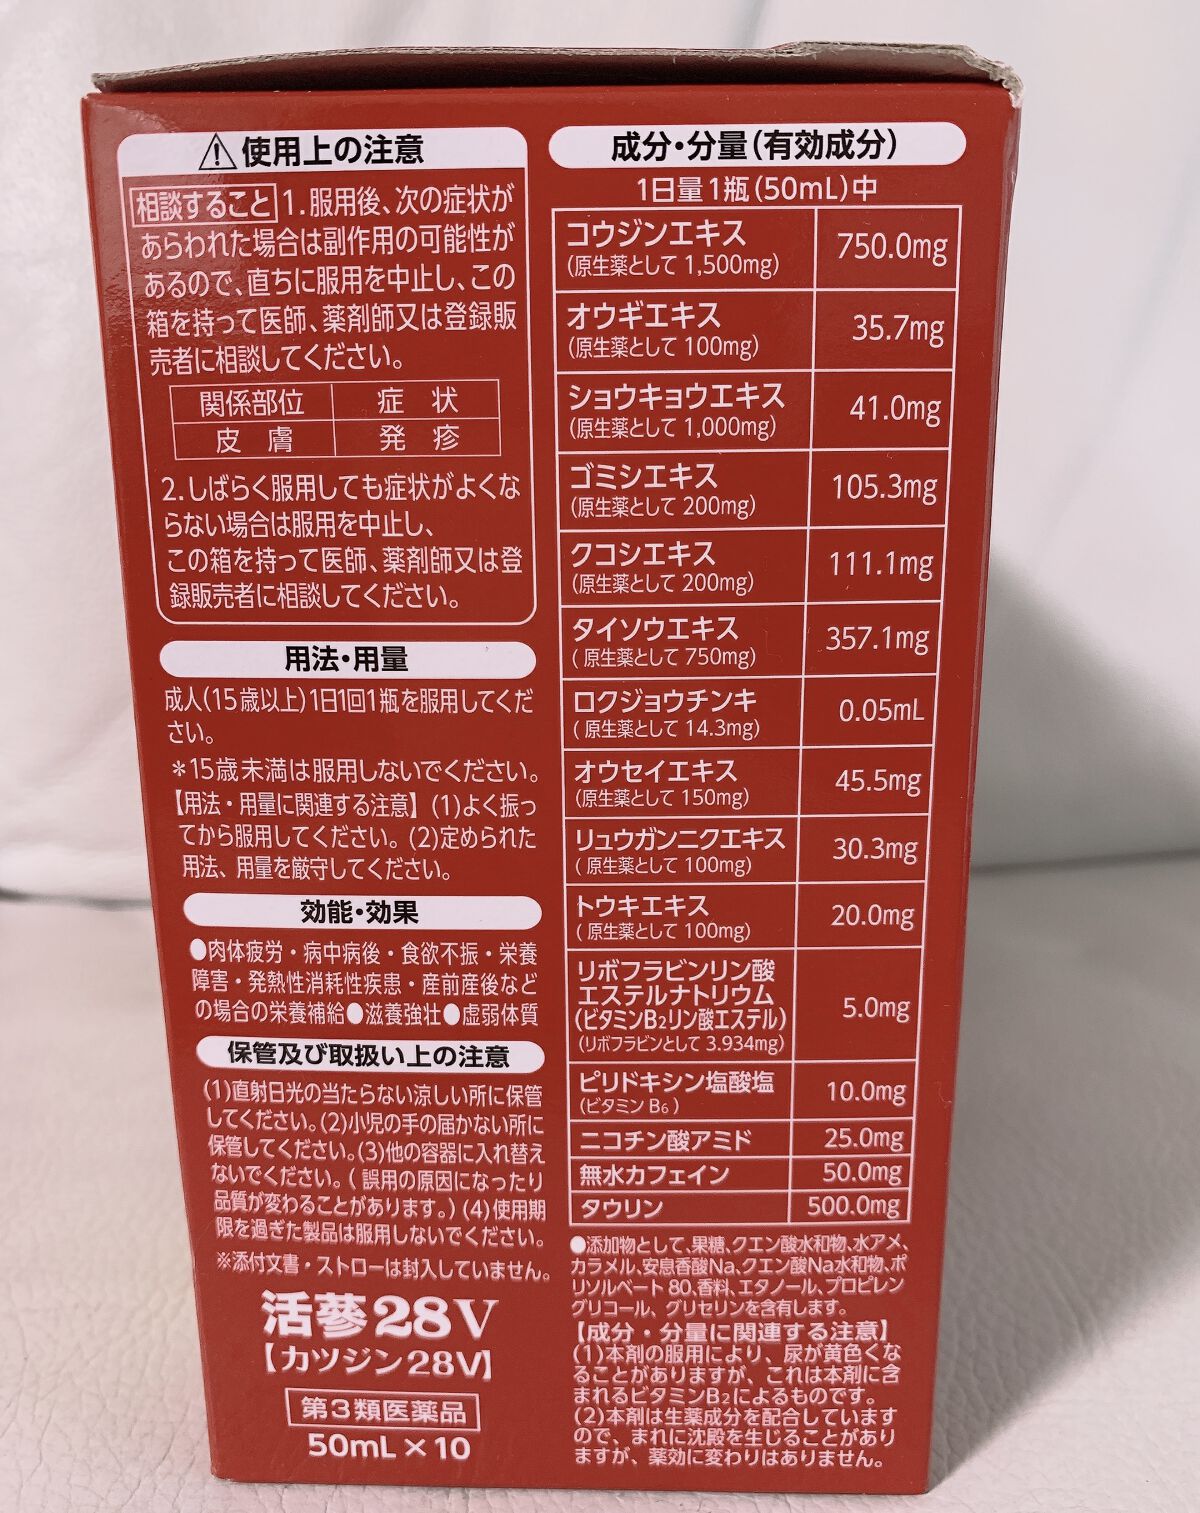 ⚠使用上の注意
相談すること 1.服用後、次の症状が
あらわれた場合は副作用の可能性が
あるので、直ちに服用を中止し、この
箱を持って医師、薬剤師又は登録販
売者に相談してください。
関係部位 症 状
皮 膚 発 疹
2.しばらく服用しても症状がよくな
らない場合は服用を中止し、
この箱を持って医師、薬剤師又は登
録販売者に相談してください。
用法・用量
成人(15歳以上)1日1回1瓶を服用してくだ
さい。
＊15歳未満は服用しないでください。
【用法・用量に関連する注意】(1)よく振っ
てから服用してください。(2)定められた
用法、用量を厳守してください。
効能・効果
●肉体疲労・病中病後・食欲不振・栄養
障害・発熱性消耗性疾患・産前産後など
の場合の栄養補給●滋養強壮●虚弱体質
保管及び取扱い上の注意
(1)直射日光の当たらない涼しい所に保管
してください。(2)小児の手の届かない所に
保管してください。(3)他の容器に入れ替え
ないでください。(誤用の原因になったり
品質が変わることがあります。)(4)使用期
限を過ぎた製品は服用しないでください。
※添付文書・ストローは封入していません。
活蔘28V
【カツジン28V】
第3類医薬品
50mL×10
成分・分量(有効成分)
1日量1瓶(50mL)中
コウジンエキス
(原生薬として 1,500mg) 750.0mg
オウギエキス
(原生薬として 100mg) 35.7mg
ショウキョウエキス
(原生薬として 1,000mg) 41.0mg
ゴミシエキス
(原生薬として 200mg) 105.3mg
クコシエキス
(原生薬として 200mg) 111.1mg
タイソウエキス
(原生薬として 750mg) 357.1mg
ロクジョウチンキ
(原生薬として 14.3mg) 0.05mL
オウセイエキス
(原生薬として 150mg) 45.5mg
リュウガンニクエキス
(原生薬として 100mg) 30.3mg
トウキエキス
(原生薬として 100mg) 20.0mg
リボフラビンリン酸
エステルナトリウム
(ビタミンB₂リン酸エステル)
(リボフラビンとして 3.934mg) 5.0mg
ピリドキシン塩酸塩
(ビタミン B₆) 10.0mg
ニコチン酸アミド 25.0mg
無水カフェイン 50.0mg
タウリン 500.0mg
●添加物として、果糖、クエン酸水和物、水アメ、
カラメル、安息香酸Na、クエン酸Na水和物、ポ
リソルベート80、香料、エタノール、プロピレン
グリコール、グリセリンを含有します。
【成分・分量に関連する注意】
(1)本剤の服用により、尿が黄色くな
ることがありますが、これは本剤に含
まれるビタミンB₂によるものです。
(2)本剤は生薬成分を配合しています
ので、まれに沈殿を生じることがあり
ますが、薬効に変わりはありません。